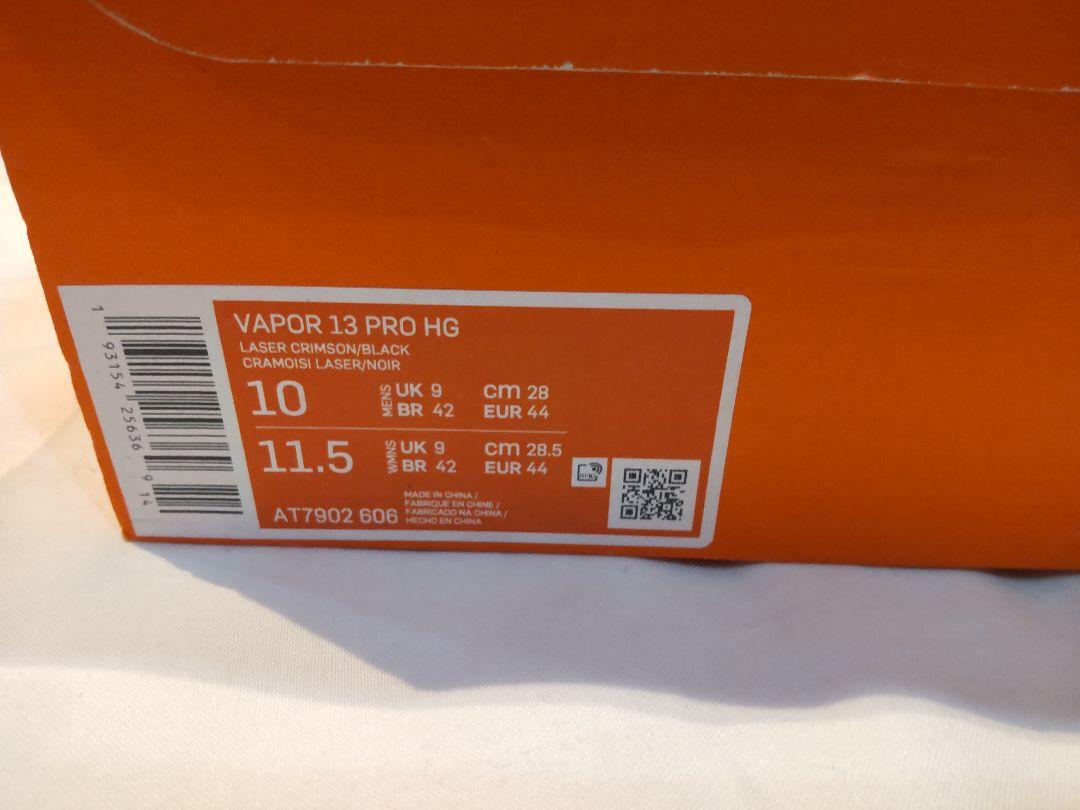 VAPOR 13 PRO HG
LASER CRIMSON/BLACK
CRAMOISI LASER/NOIR
10 MENS UK 9 cm 28
BR 42 EUR 44
11.5 WMNS UK 9 cm 28.5
BR 42 EUR 44
AT7902 606
MADE IN CHINA /
FABRIQUE EN CHINE /
FABRICADO NA CHINA /
HECHO EN CHINA
RFID
1 93154 25636 914